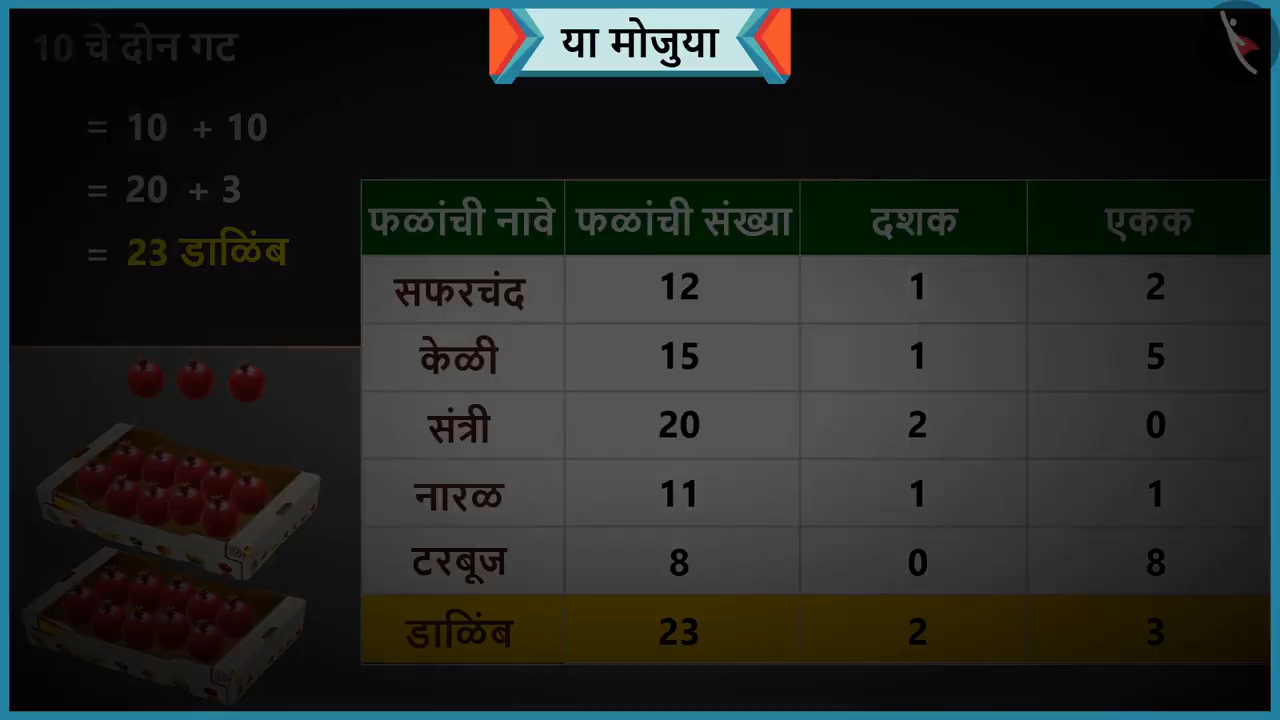 या मोजुया
10 चे दोन गट
= 10 + 10
= 20 + 3
= 23 डाळिंब
फळांची नावे फळांची संख्या दशक एकक
सफरचंद 12 1 2
केळी 15 1 5
संत्री 20 2 0
नारळ 11 1 1
टरबूज 8 0 8
डाळिंब 23 2 3